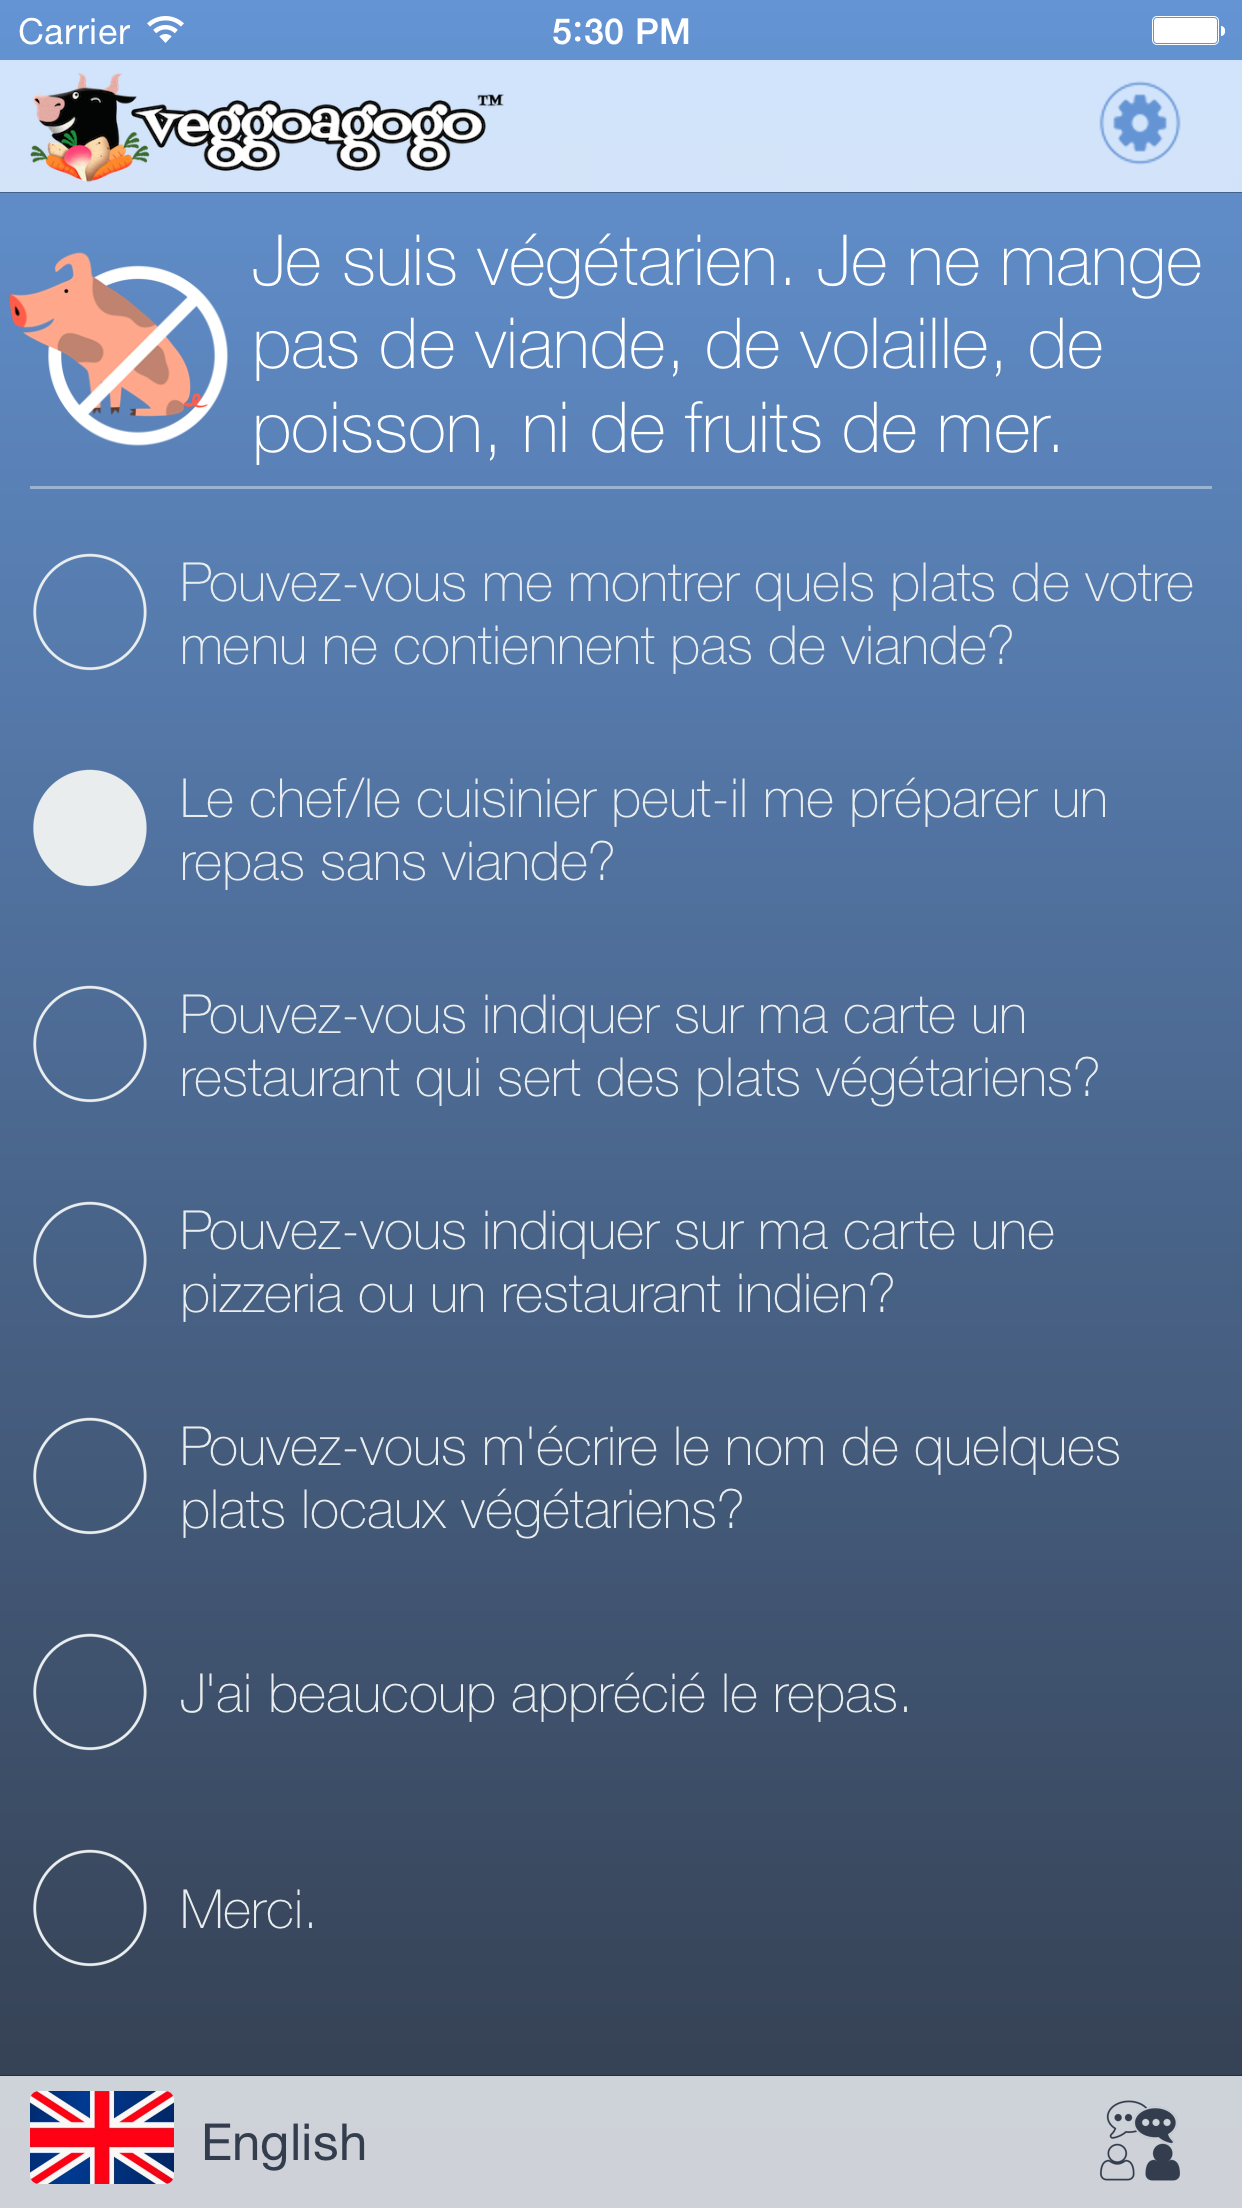 Carrier
5:30 PM
veggoagogo™
Je suis végétarien. Je ne mange
pas de viande, de volaille, de
poisson, ni de fruits de mer.
Pouvez-vous me montrer quels plats de votre
menu ne contiennent pas de viande?
Le chef/le cuisinier peut-il me préparer un
repas sans viande?
Pouvez-vous indiquer sur ma carte un
restaurant qui sert des plats végétariens?
Pouvez-vous indiquer sur ma carte une
pizzeria ou un restaurant indien?
Pouvez-vous m'écrire le nom de quelques
plats locaux végétariens?
J'ai beaucoup apprécié le repas.
Merci.
English